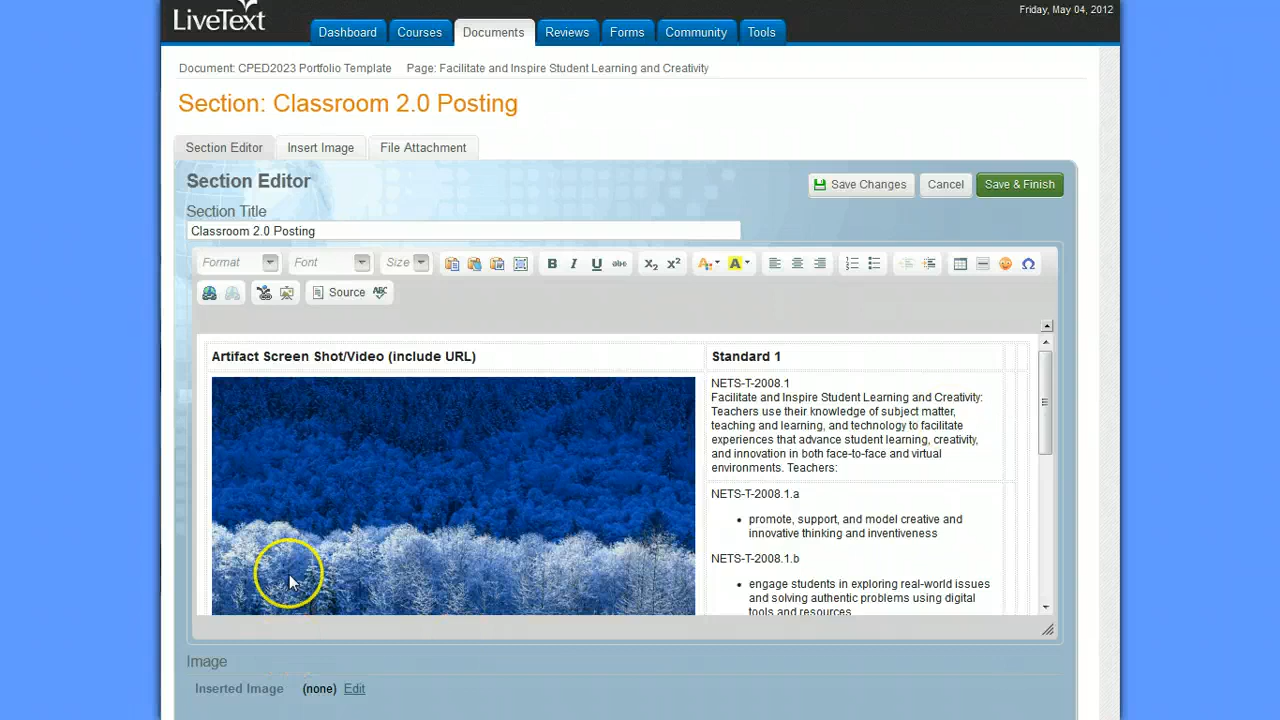 LiveText
Friday, May 04, 2012
Dashboard Courses Documents Reviews Forms Community Tools
Document: CPED2023 Portfolio Template Page: Facilitate and Inspire Student Learning and Creativity
Section: Classroom 2.0 Posting
Section Editor Insert Image File Attachment
Section Editor
Save Changes Cancel Save & Finish
Section Title
Classroom 2.0 Posting
Format Font Size B I U abc X₂ X² A A Ω
Source ABC
Artifact Screen Shot/Video (include URL)
Standard 1
NETS-T-2008.1
Facilitate and Inspire Student Learning and Creativity:
Teachers use their knowledge of subject matter,
teaching and learning, and technology to facilitate
experiences that advance student learning, creativity,
and innovation in both face-to-face and virtual
environments. Teachers:
NETS-T-2008.1.a
• promote, support, and model creative and
innovative thinking and inventiveness
NETS-T-2008.1.b
• engage students in exploring real-world issues
and solving authentic problems using digital
tools and resources
Image
Inserted Image (none) Edit